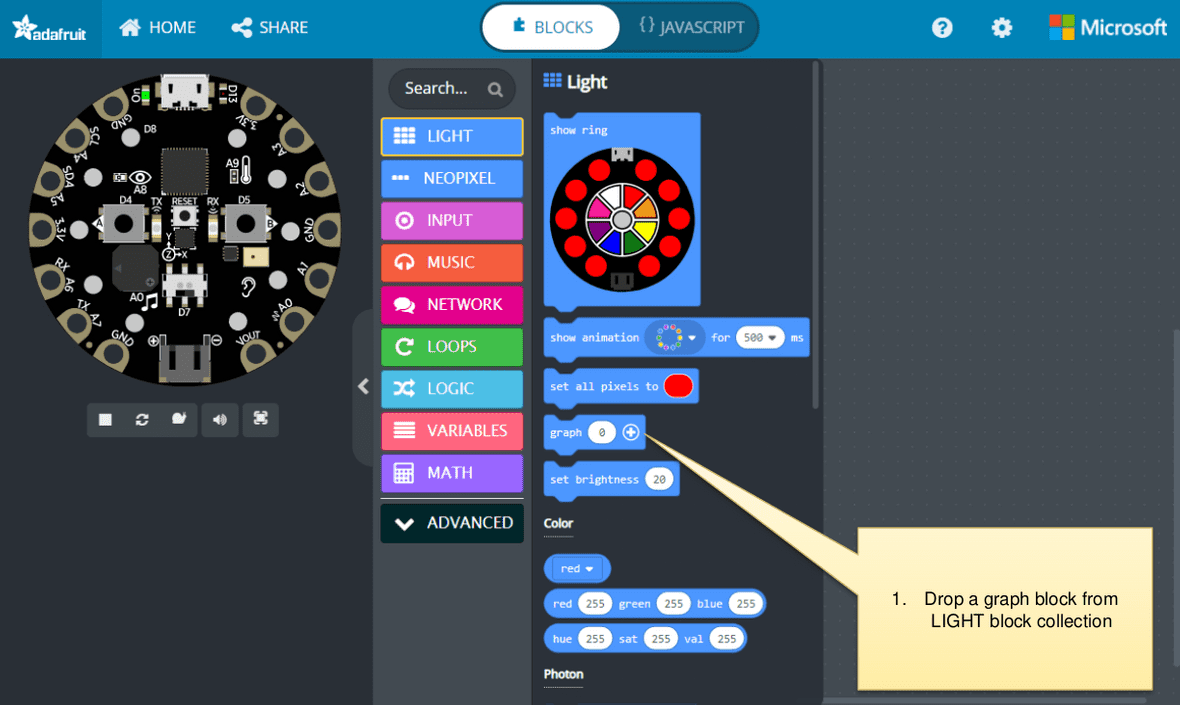 adafruit
HOME
SHARE
BLOCKS
{} JAVASCRIPT
Microsoft
On
D13
GND
3.3V
SCL
A4
D8
A3
SDA
A5
A8
A9
A2
D4
TX
RESET
RX
D5
3.3V
A
B
GND
Y
Z
X
RX
A6
A1
A0
D7
TX
A7
A0
GND
VOUT
Search...
LIGHT
NEOPIXEL
INPUT
MUSIC
NETWORK
LOOPS
LOGIC
VARIABLES
MATH
ADVANCED
Light
show ring
show animation for 500 ms
set all pixels to
graph 0
set brightness 20
Color
red
red 255 green 255 blue 255
hue 255 sat 255 val 255
Photon
1. Drop a graph block from
LIGHT block collection